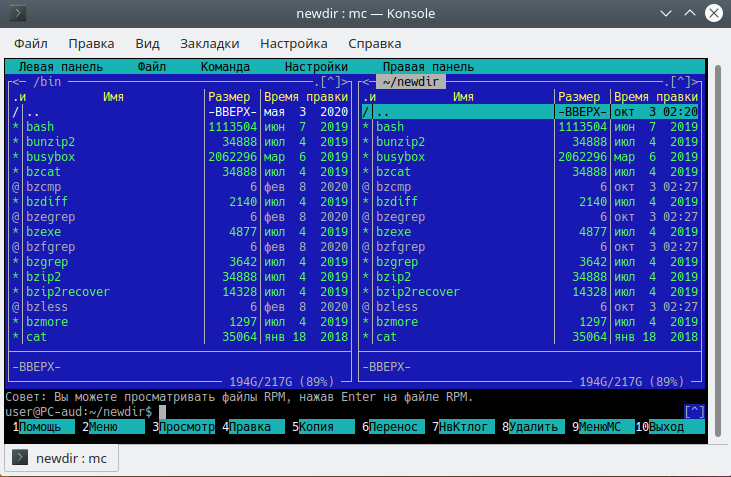 newdir : mc — Konsole
Файл Правка Вид Закладки Настройка Справка
Левая панель Файл Команда Настройки Правая панель
<– /bin .[^]> <– ~/newdir .[^]>
.и Имя Размер Время правки .и Имя Размер Время правки
/ .. –ВВЕРХ– мая 3 2020 / .. –ВВЕРХ– окт 3 02:20
* bash 1113504 июн 7 2019 * bash 1113504 июн 7 2019
* bunzip2 34888 июл 4 2019 * bunzip2 34888 июл 4 2019
* busybox 2062296 мар 6 2019 * busybox 2062296 мар 6 2019
* bzcat 34888 июл 4 2019 * bzcat 34888 июл 4 2019
@ bzcmp 6 фев 8 2020 @ bzcmp 6 окт 3 02:27
* bzdiff 2140 июл 4 2019 * bzdiff 2140 июл 4 2019
@ bzegrep 6 фев 8 2020 @ bzegrep 6 окт 3 02:27
* bzexe 4877 июл 4 2019 * bzexe 4877 июл 4 2019
@ bzfgrep 6 фев 8 2020 @ bzfgrep 6 окт 3 02:27
* bzgrep 3642 июл 4 2019 * bzgrep 3642 июл 4 2019
* bzip2 34888 июл 4 2019 * bzip2 34888 июл 4 2019
* bzip2recover 14328 июл 4 2019 * bzip2recover 14328 июл 4 2019
@ bzless 6 фев 8 2020 @ bzless 6 окт 3 02:27
* bzmore 1297 июл 4 2019 * bzmore 1297 июл 4 2019
* cat 35064 янв 18 2018 * cat 35064 янв 18 2018
–ВВЕРХ– –ВВЕРХ–
194G/217G (89%) 194G/217G (89%)
Совет: Вы можете просматривать файлы RPM, нажав Enter на файле RPM.
user@PC-aud:~/newdir$ [^]
1Помощь 2Меню 3Просмотр 4Правка 5Копия 6Перенос 7НвКтлог 8Удалить 9МенюМС 10Выход
newdir : mc